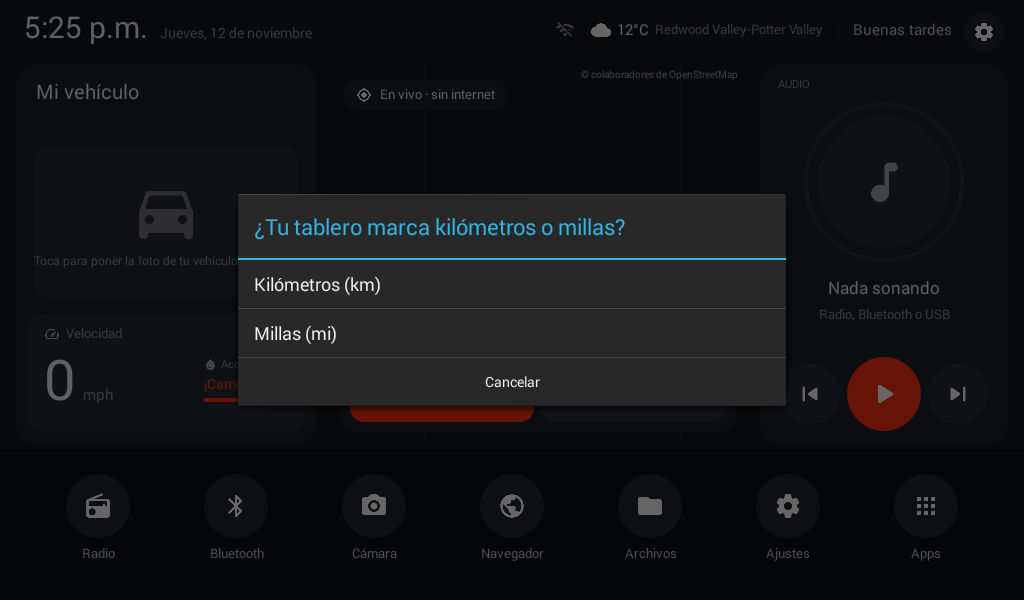 5:25 p.m.
Jueves, 12 de noviembre
12°C
Redwood Valley-Potter Valley
Buenas tardes
Mi vehículo
En vivo · sin internet
© colaboradores de OpenStreetMap
AUDIO
¿Tu tablero marca kilómetros o millas?
Kilómetros (km)
Millas (mi)
Cancelar
Toca para poner la foto de tu vehículo
Velocidad
0 mph
Nada sonando
Radio, Bluetooth o USB
Radio
Bluetooth
Cámara
Navegador
Archivos
Ajustes
Apps